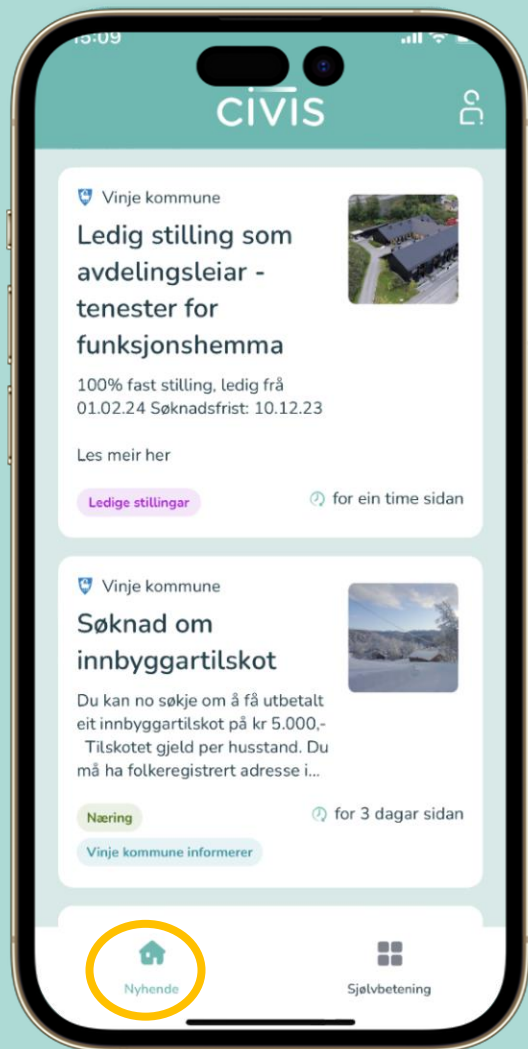 15:09
CIVIS
Vinje kommune
Ledig stilling som
avdelingsleiar -
tenester for
funksjonshemma
100% fast stilling, ledig frå
01.02.24 Søknadsfrist: 10.12.23
Les meir her
Ledige stillingar
for ein time sidan
Vinje kommune
Søknad om
innbyggartilskot
Du kan no søkje om å få utbetalt
eit innbyggartilskot på kr 5.000,-
Tilskotet gjeld per husstand. Du
må ha folkeregistrert adresse i...
Næring
for 3 dagar sidan
Vinje kommune informerer
Nyhende
Sjølvbetening